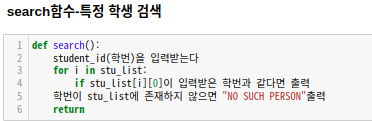 search함수-특정 학생 검색
1 def search():
2 student_id(학번)을 입력받는다
3 for i in stu_list:
4 if stu_list[i][0]이 입력받은 학번과 같다면 출력
5 학번이 stu_list에 존재하지 않으면 "NO SUCH PERSON"출력
6 return